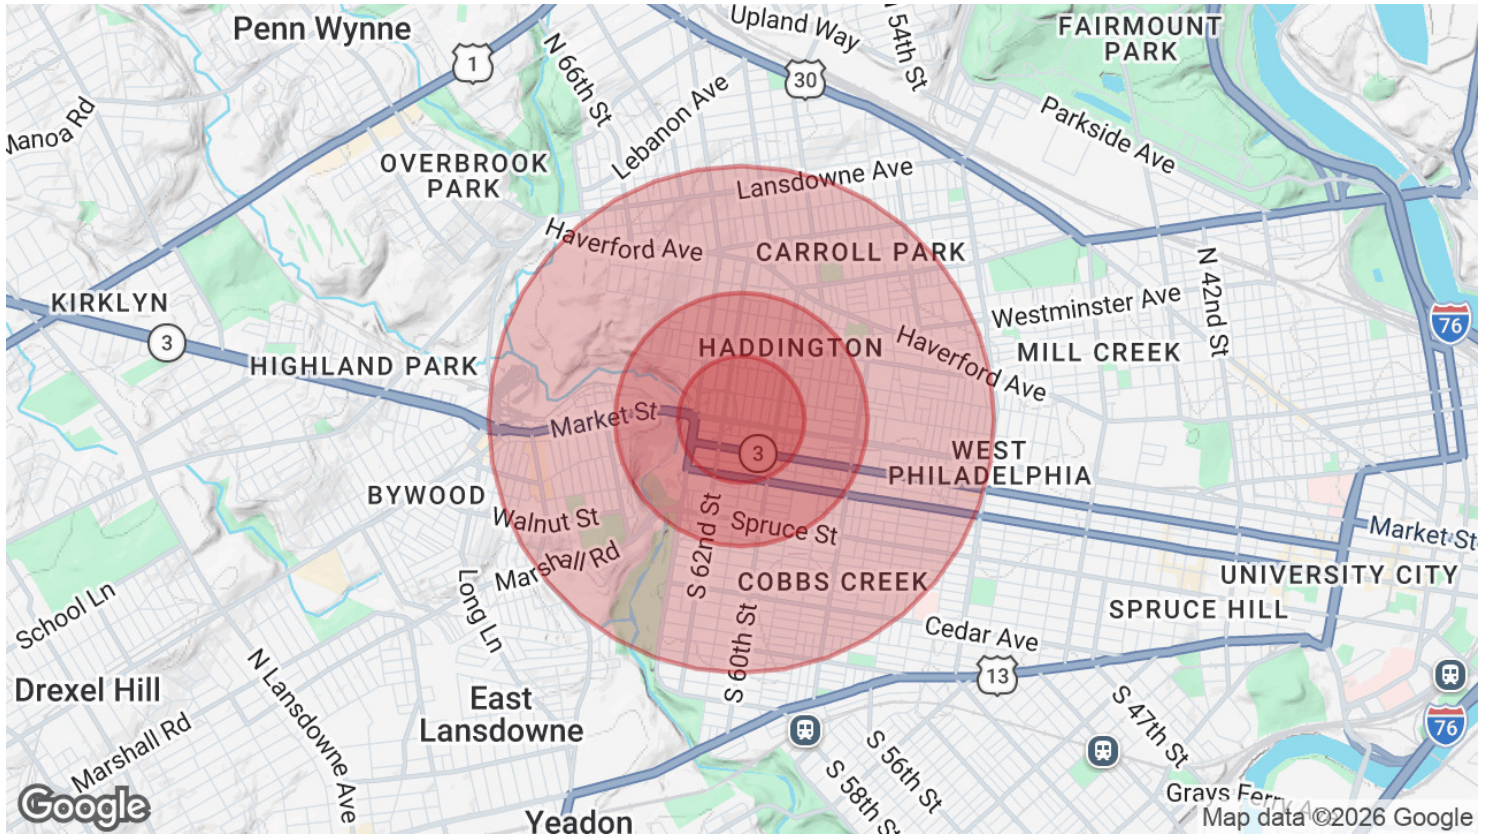 Penn Wynne
1
N 66th St
Upland Way
N 54th St
FAIRMOUNT
PARK
30
Manoa Rd
Lebanon Ave
Parkside Ave
OVERBROOK
PARK
Lansdowne Ave
Haverford Ave
CARROLL PARK
N 42nd St
KIRKLYN
Westminster Ave
76
3
HADDINGTON
Haverford Ave
MILL CREEK
HIGHLAND PARK
Market St
3
WEST
PHILADELPHIA
BYWOOD
Walnut St
S 62nd St
Spruce St
Market St
Marshall Rd
COBBS CREEK
UNIVERSITY CITY
School Ln
Long Ln
SPRUCE HILL
S 60th St
Cedar Ave
13
Drexel Hill
N Lansdowne Ave
East
Lansdowne
S 47th St
76
Marshall Rd
S 56th St
S 58th St
Google
Yeadon
Grays Ferry Ave
Map data ©2026 Google